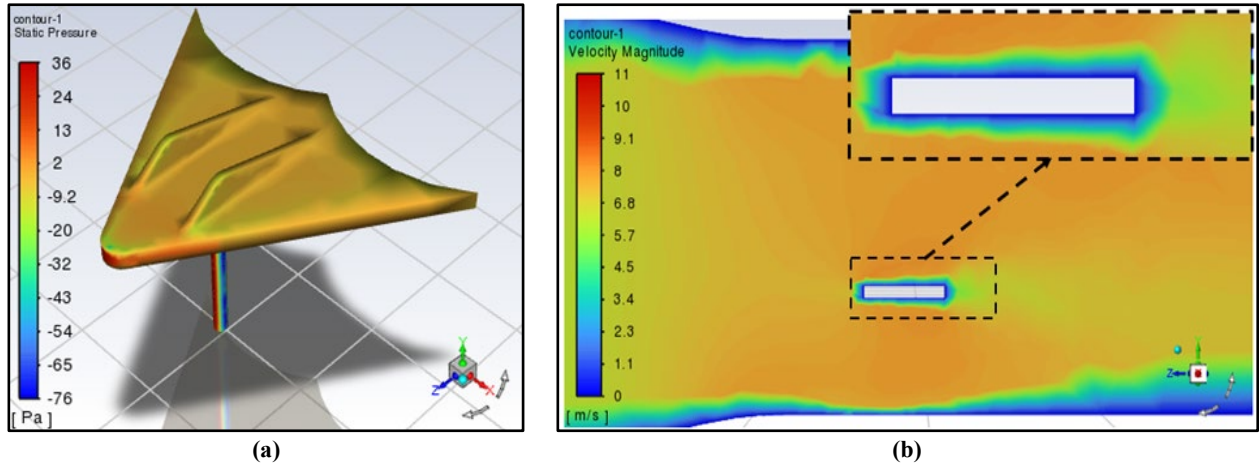 contour-1
Static Pressure
36
24
13
2
-9.2
-20
-32
-43
-54
-65
-76
[ Pa ]
Y
Z
X
(a)
contour-1
Velocity Magnitude
11
10
9.1
8
6.8
5.7
4.5
3.4
2.3
1.1
0
[ m/s ]
Y
Z
(b)